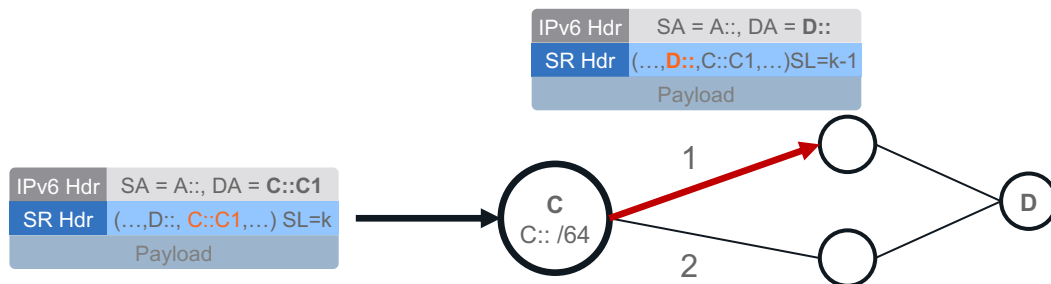 IPv6 Hdr SA = A::, DA = D::
SR Hdr (…,D::,C::C1,…)SL=k-1
Payload
1
IPv6 Hdr SA = A::, DA = C::C1
SR Hdr (…,D::, C::C1,…) SL=k
Payload
C
C:: /64
D
2